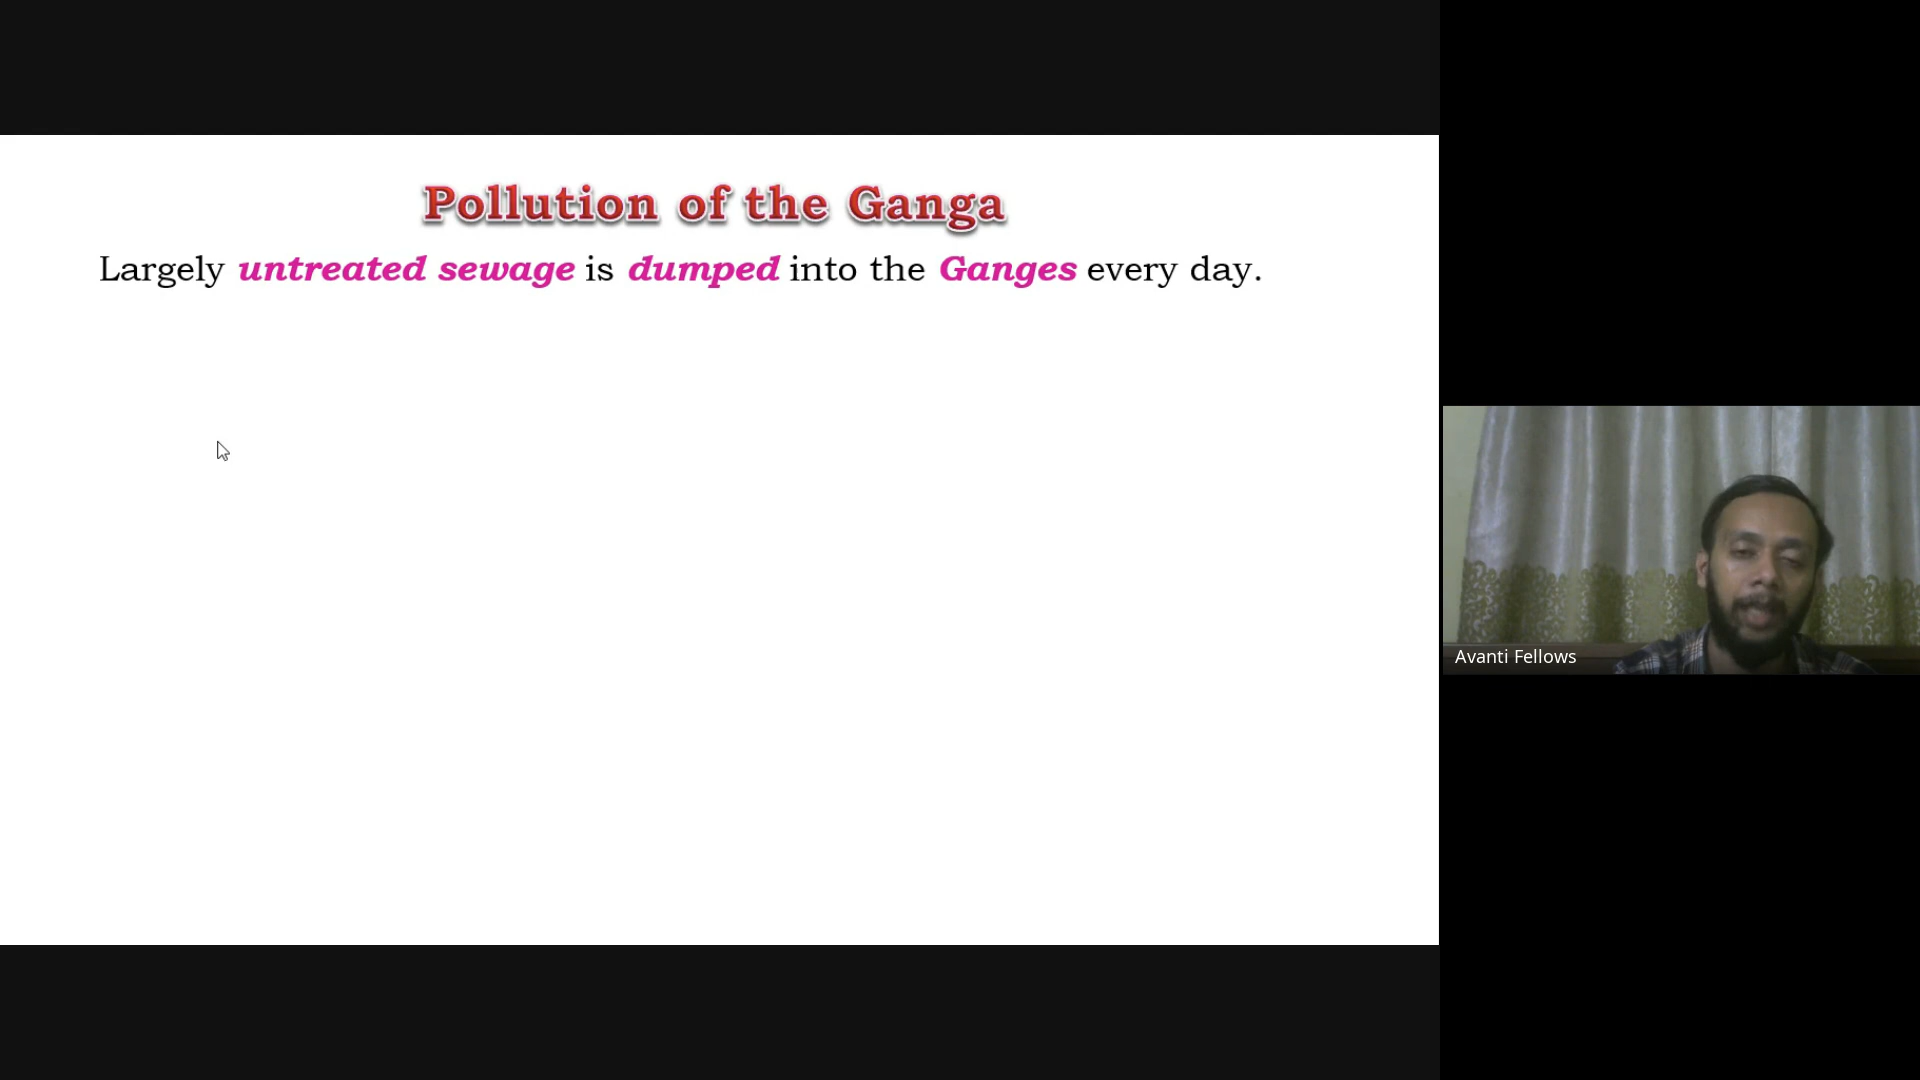 Pollution of the Ganga
Largely untreated sewage is dumped into the Ganges every day.
Avanti Fellows